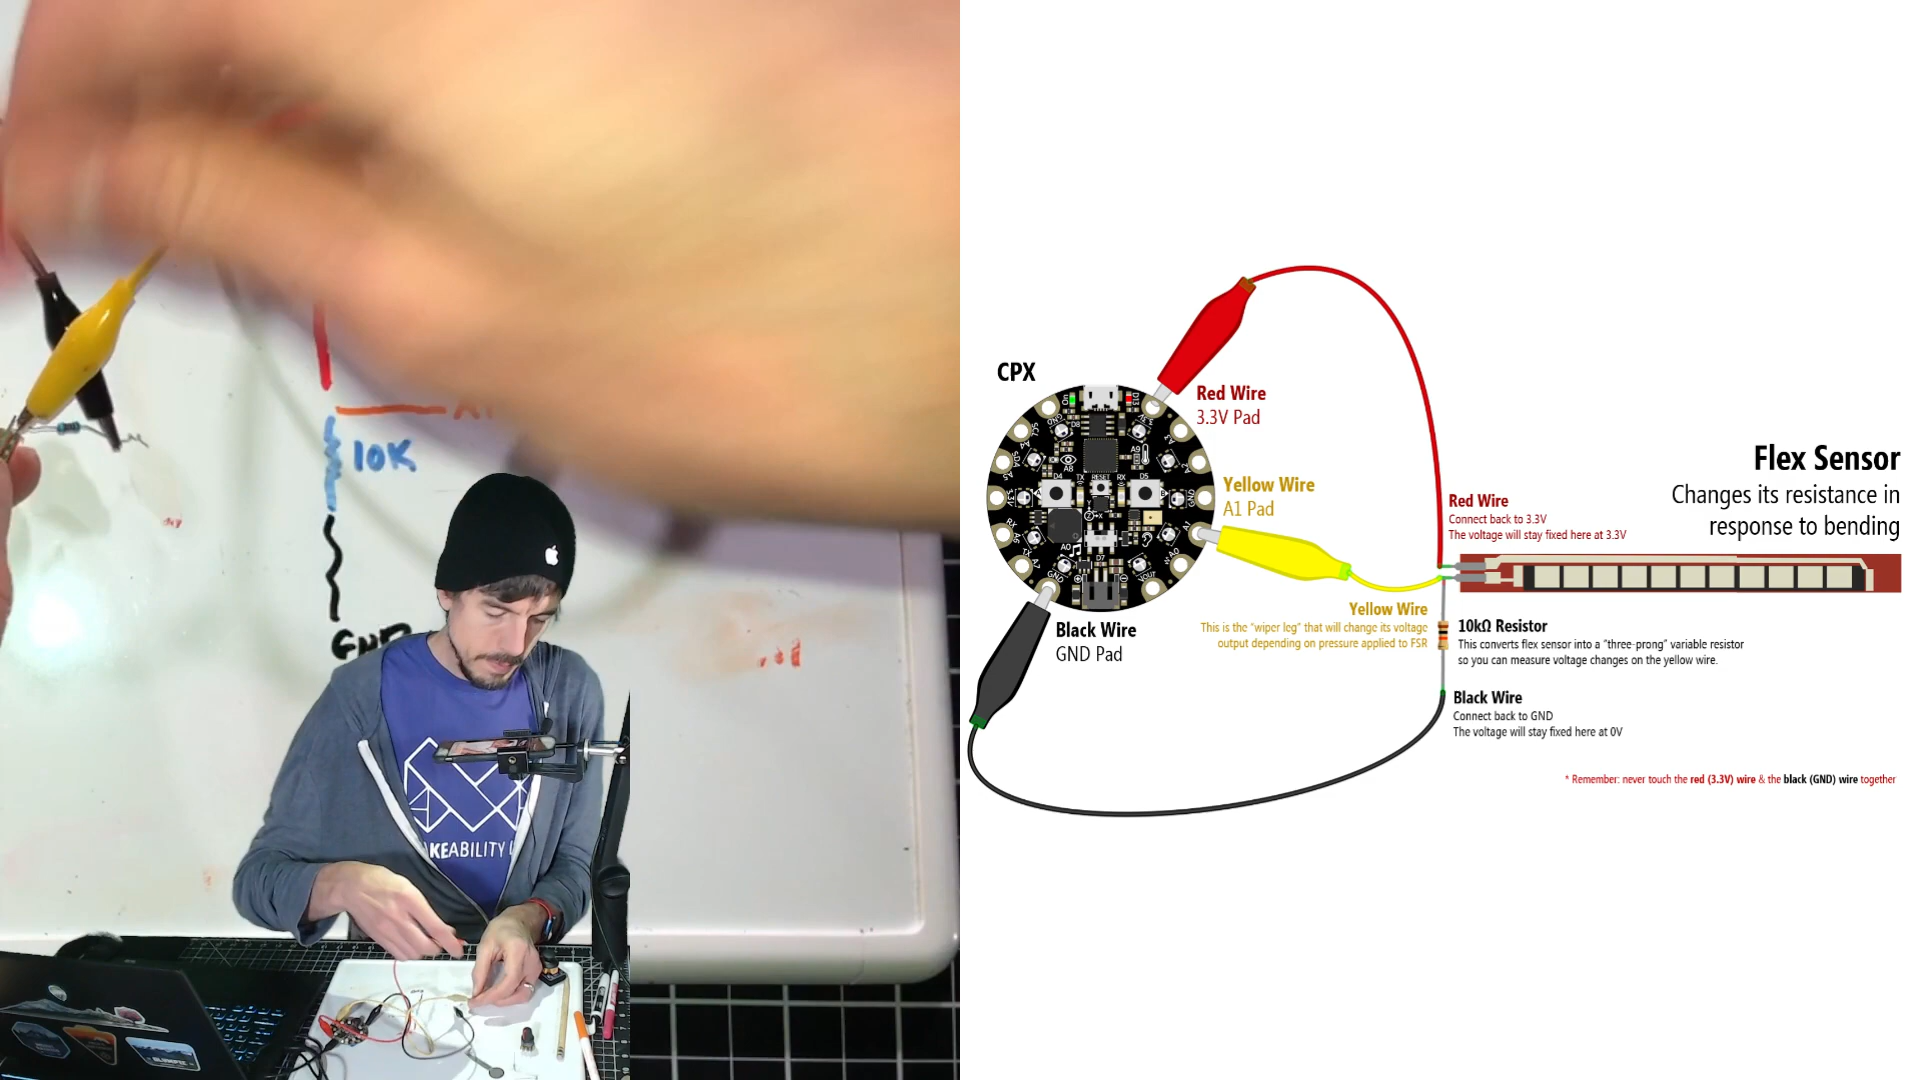 10K
GND
KEABILITY
CPX
Red Wire
3.3V Pad
Yellow Wire
A1 Pad
Black Wire
GND Pad
Flex Sensor
Changes its resistance in
response to bending
Red Wire
Connect back to 3.3V
The voltage will stay fixed here at 3.3V
Yellow Wire
This is the "wiper leg" that will change its voltage
output depending on pressure applied to FSR
10kΩ Resistor
This converts flex sensor into a "three-prong" variable resistor
so you can measure voltage changes on the yellow wire.
Black Wire
Connect back to GND
The voltage will stay fixed here at 0V
* Remember: never touch the red (3.3V) wire & the black (GND) wire together
RESET